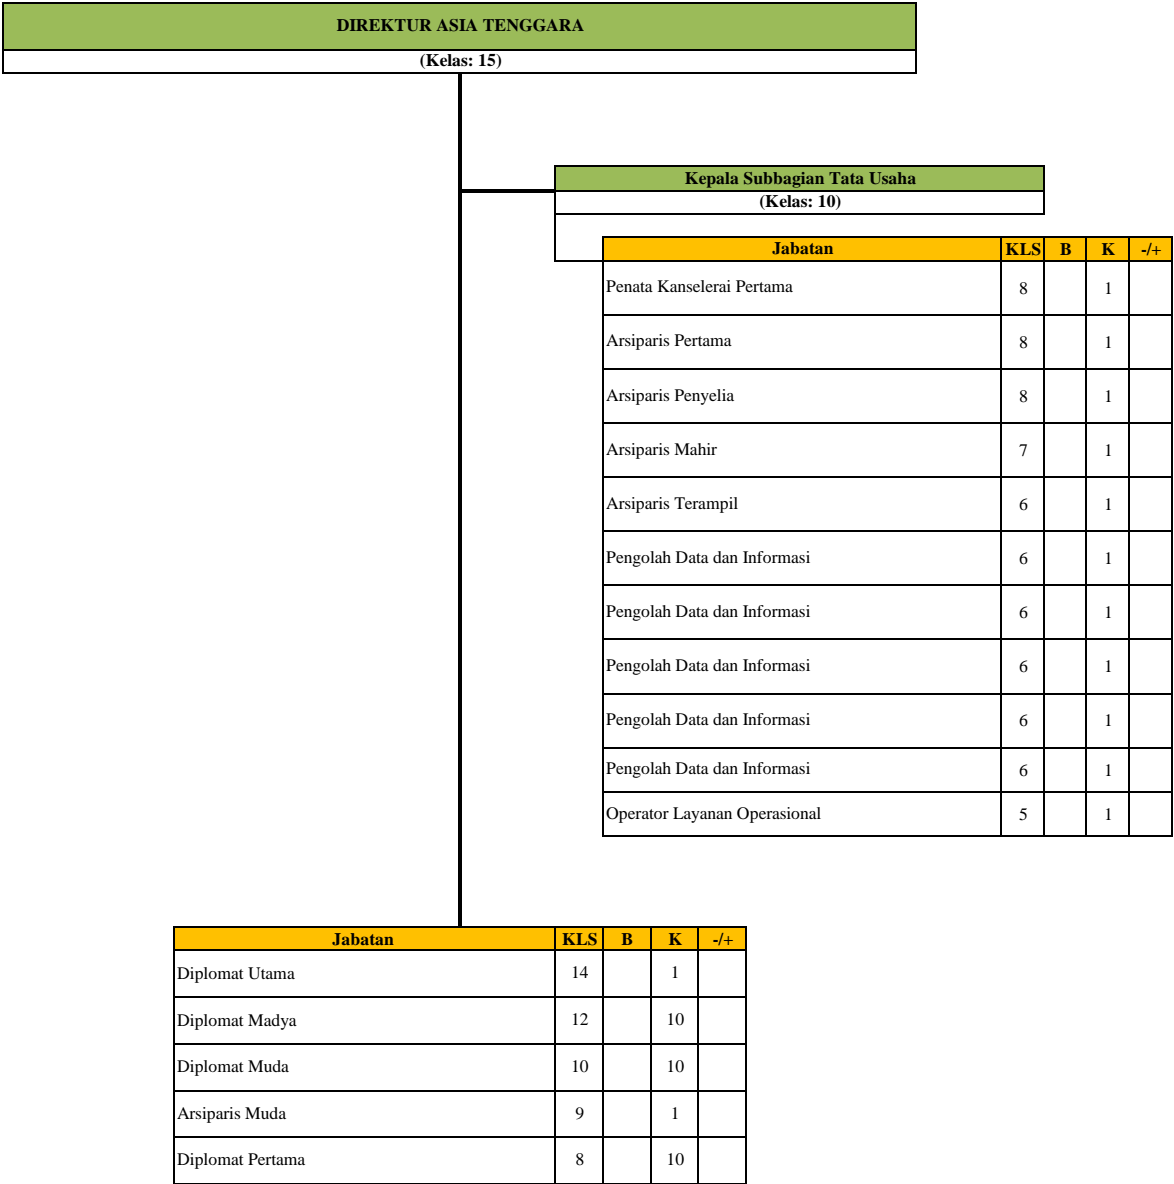 DIREKTUR ASIA TENGGARA
(Kelas: 15)
Kepala Subbagian Tata Usaha
(Kelas: 10)
Jabatan KLS B K -/+
Penata Kanselerai Pertama 8 1
Arsiparis Pertama 8 1
Arsiparis Penyelia 8 1
Arsiparis Mahir 7 1
Arsiparis Terampil 6 1
Pengolah Data dan Informasi 6 1
Pengolah Data dan Informasi 6 1
Pengolah Data dan Informasi 6 1
Pengolah Data dan Informasi 6 1
Pengolah Data dan Informasi 6 1
Operator Layanan Operasional 5 1
Jabatan KLS B K -/+
Diplomat Utama 14 1
Diplomat Madya 12 10
Diplomat Muda 10 10
Arsiparis Muda 9 1
Diplomat Pertama 8 10